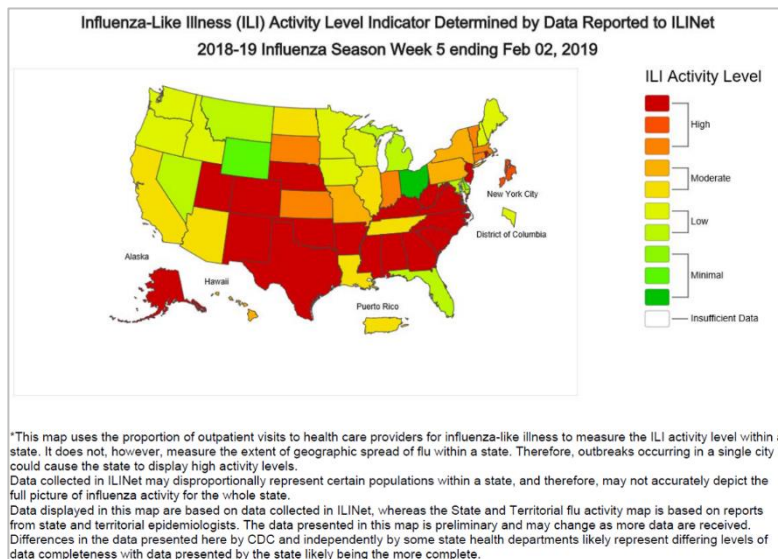 Influenza-Like Illness (ILI) Activity Level Indicator Determined by Data Reported to ILINet
2018-19 Influenza Season Week 5 ending Feb 02, 2019
ILI Activity Level
High
Moderate
Low
Minimal
Insufficient Data
New York City
District of Columbia
Alaska
Hawaii
Puerto Rico
*This map uses the proportion of outpatient visits to health care providers for influenza-like illness to measure the ILI activity level within a
state. It does not, however, measure the extent of geographic spread of flu within a state. Therefore, outbreaks occurring in a single city
could cause the state to display high activity levels.
Data collected in ILINet may disproportionally represent certain populations within a state, and therefore, may not accurately depict the
full picture of influenza activity for the whole state.
Data displayed in this map are based on data collected in ILINet, whereas the State and Territorial flu activity map is based on reports
from state and territorial epidemiologists. The data presented in this map is preliminary and may change as more data are received.
Differences in the data presented here by CDC and independently by some state health departments likely represent differing levels of
data completeness with data presented by the state likely being the more complete.